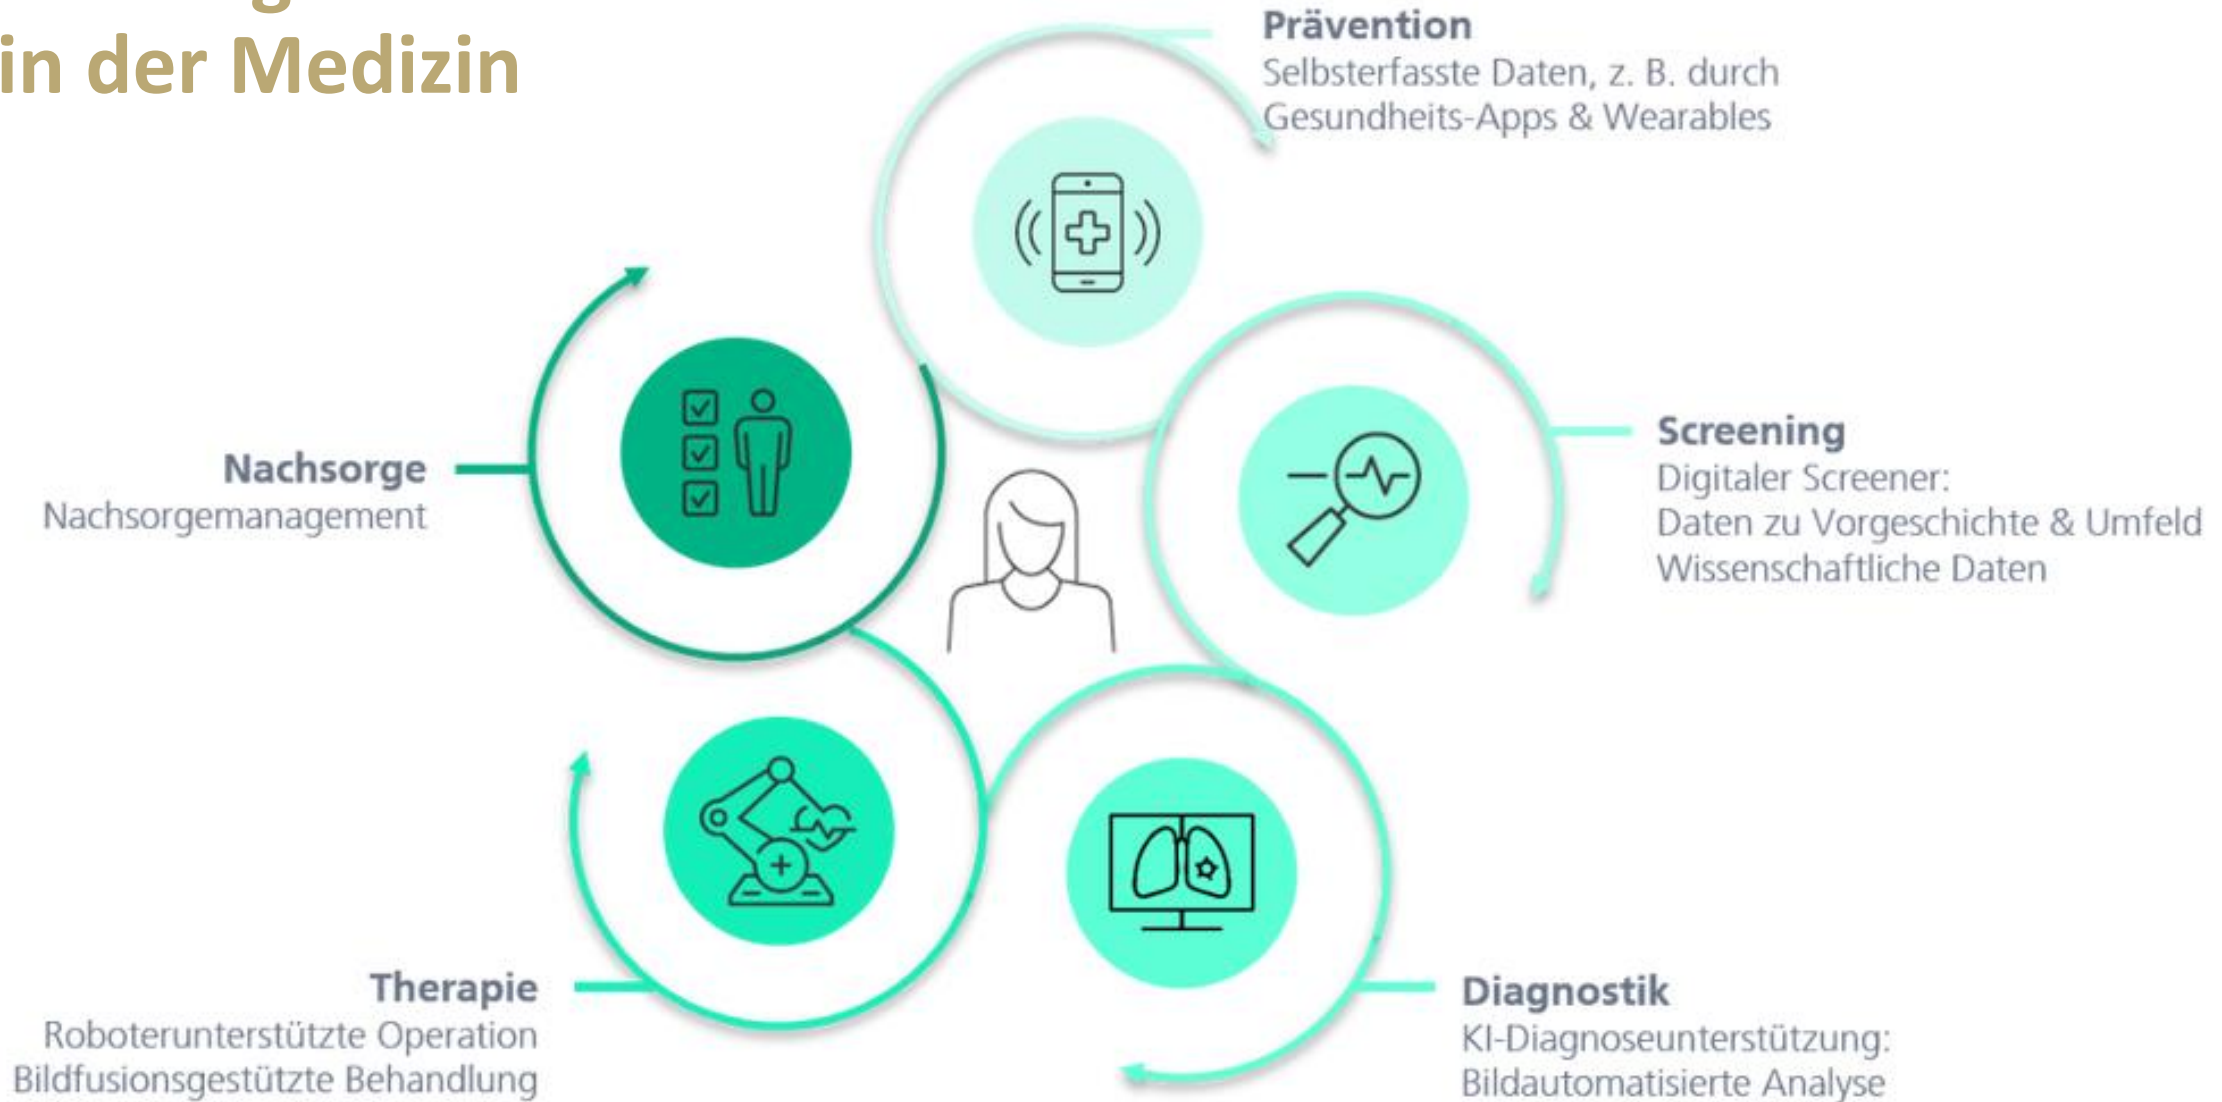 in der Medizin
Prävention
Selbsterfasste Daten, z. B. durch
Gesundheits-Apps & Wearables
Screening
Digitaler Screener:
Daten zu Vorgeschichte & Umfeld
Wissenschaftliche Daten
Diagnostik
KI-Diagnoseunterstützung:
Bildautomatisierte Analyse
Therapie
Roboterunterstützte Operation
Bildfusionsgestützte Behandlung
Nachsorge
Nachsorgemanagement